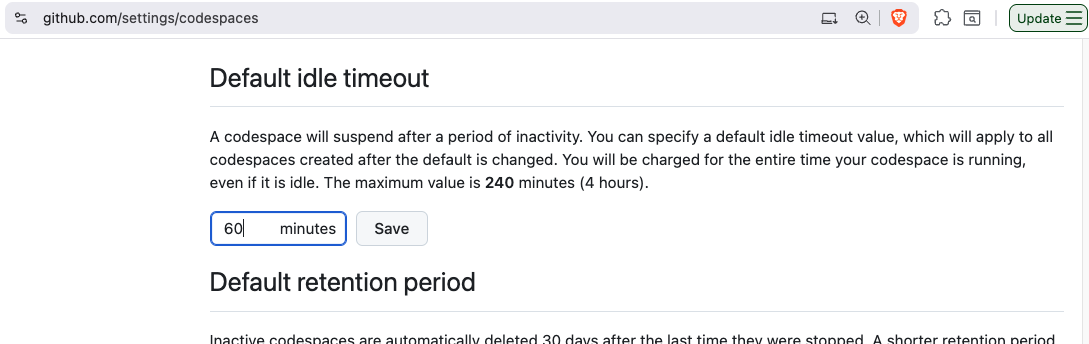 github.com/settings/codespaces
Update
Default idle timeout
A codespace will suspend after a period of inactivity. You can specify a default idle timeout value, which will apply to all
codespaces created after the default is changed. You will be charged for the entire time your codespace is running,
even if it is idle. The maximum value is 240 minutes (4 hours).
60 minutes Save
Default retention period
Inactive codespaces are automatically deleted 30 days after the last time they were stopped. A shorter retention period